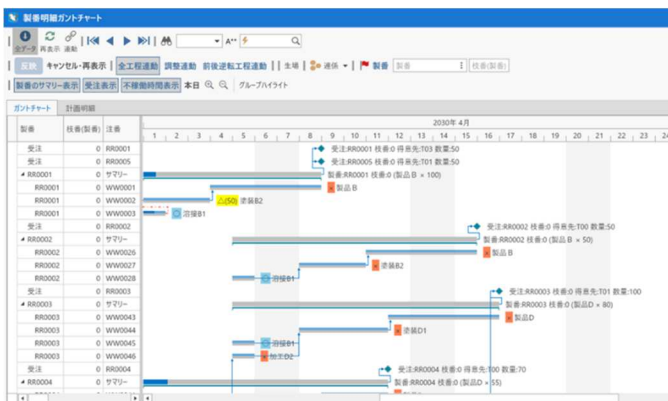 製番明細ガントチャート
全データ 再表示 連動 A**
反映 キャンセル・再表示 全工程連動 調整連動 前後逆転工程連動 土場 連係 製番 製番 枝番(製番)
製番のサマリー表示 受注表示 不稼働時間表示 本日 グループハイライト
ガントチャート 計画明細
製番 枝番(製番) 注番 2030年 4月
1 2 3 4 5 6 7 8 9 10 11 12 13 14 15 16 17 18 19 20 21 22 23 24
受注 0 RR0001 受注:RR0001 枝番:0 得意先:T03 数量:50
受注 0 RR0005 受注:RR0005 枝番:0 得意先:T01 数量:50
RR0001 0 サマリー 製番:RR0001 枝番:0 (製品B × 100)
RR0001 0 WW0001 製品B
RR0001 0 WW0002 △(50) 塗装B2
RR0001 0 WW0003 溶接B1
受注 0 RR0002 受注:RR0002 枝番:0 得意先:T00 数量:50
RR0002 0 サマリー 製番:RR0002 枝番:0 (製品B × 50)
RR0002 0 WW0026 製品B
RR0002 0 WW0027 塗装B2
RR0002 0 WW0028 溶接B1
受注 0 RR0003 受注:RR0003 枝番:0 得意先:T01 数量:100
RR0003 0 サマリー 製番:RR0003 枝番:0 (製品D × 80)
RR0003 0 WW0043 製品D
RR0003 0 WW0044 塗装D1
RR0003 0 WW0045 溶接B1
RR0003 0 WW0046 加工D2
受注 0 RR0004 受注:RR0004 枝番:0 得意先:T00 数量:70
RR0004 0 サマリー 製番:RR0004 枝番:0 (製品D × 55)